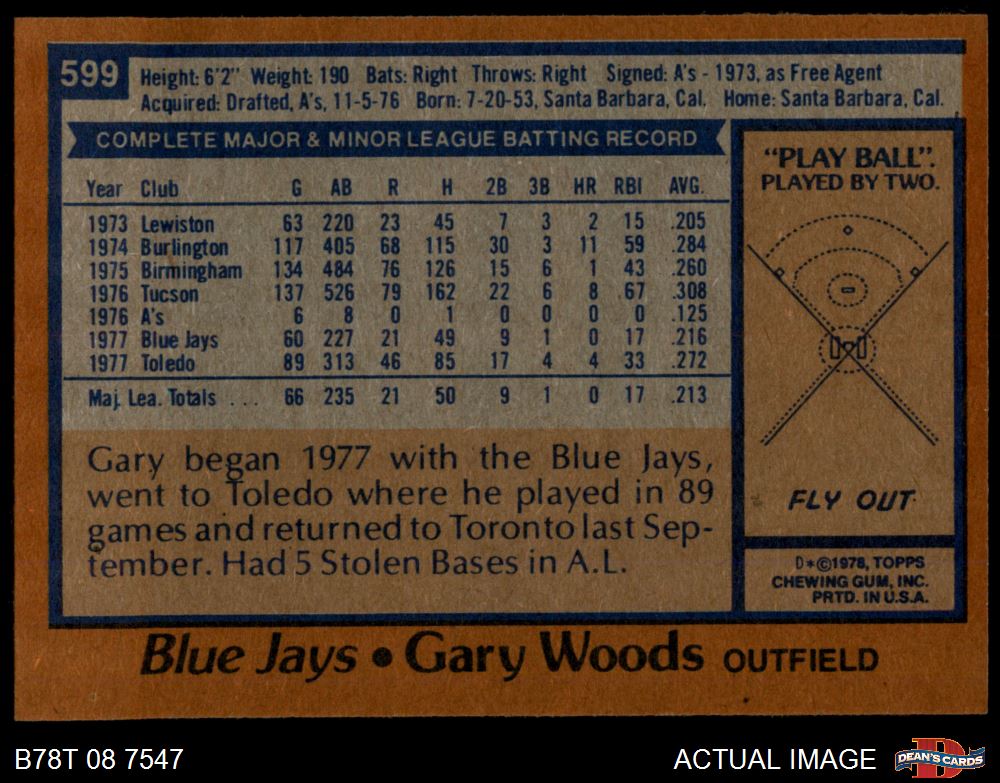 599
Height: 6'2" Weight: 190 Bats: Right Throws: Right Signed: A's - 1973, as Free Agent
Acquired: Drafted, A's, 11-5-76 Born: 7-20-53, Santa Barbara, Cal. Home: Santa Barbara, Cal.
COMPLETE MAJOR & MINOR LEAGUE BATTING RECORD
Year Club G AB R H 2B 3B HR RBI AVG.
1973 Lewiston 63 220 23 45 7 3 2 15 .205
1974 Burlington 117 405 68 115 30 3 11 59 .284
1975 Birmingham 134 484 76 126 15 6 1 43 .260
1976 Tucson 137 526 79 162 22 6 8 67 .308
1976 A's 6 8 0 1 0 0 0 0 .125
1977 Blue Jays 60 227 21 49 9 1 0 17 .216
1977 Toledo 89 313 46 85 17 4 4 33 .272
Maj. Lea. Totals . . . 66 235 21 50 9 1 0 17 .213
Gary began 1977 with the Blue Jays,
went to Toledo where he played in 89
games and returned to Toronto last Sep-
tember. Had 5 Stolen Bases in A.L.
"PLAY BALL".
PLAYED BY TWO.
FLY OUT
D*©1978, TOPPS
CHEWING GUM, INC.
PRTD. IN U.S.A.
Blue Jays • Gary Woods OUTFIELD
B78T 08 7547
ACTUAL IMAGE
D
DEAN'S CARDS